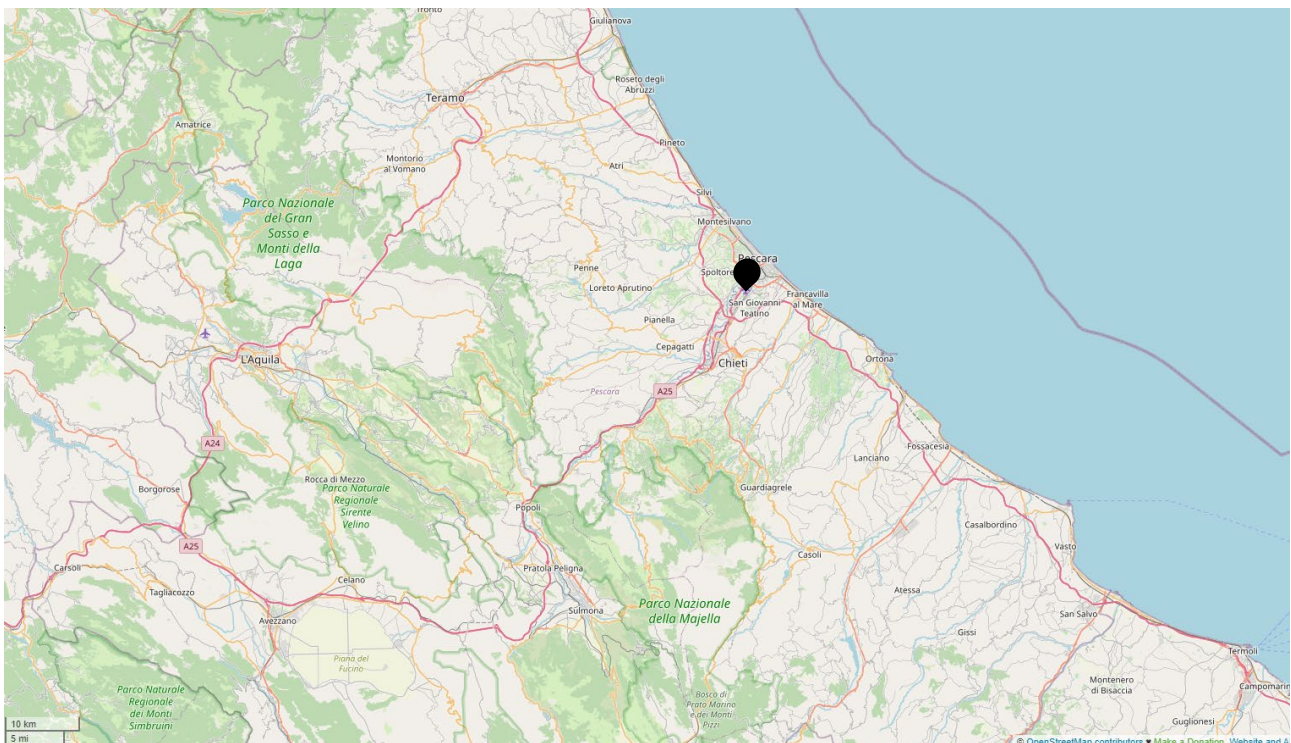 Tronto
Giulianova
Roseto degli
Abruzzi
Teramo
Amatrice
Pineto
Montorio
al Vomano
Atri
Silvi
Parco Nazionale
del Gran
Sasso e
Monti della
Laga
Montesilvano
Pescara
Penne
Spoltore
Loreto Aprutino
Francavilla
al Mare
San Giovanni
Teatino
Pianella
Cepagatti
L'Aquila
Chieti
Ortona
Pescara
A25
A24
Fossacesia
Lanciano
Rocca di Mezzo
Borgorose
Parco Naturale
Regionale
Sirente
Velino
Guardiagrele
Popoli
Casalbordino
A25
Vasto
Casoli
Carsoli
Celano
Pratola Peligna
Tagliacozzo
Atessa
Sulmona
Parco Nazionale
della Majella
San Salvo
Avezzano
Gissi
Termoli
Piana del
Fucino
Montenero
di Bisaccia
Campomarin
Parco Naturale
Regionale
dei Monti
Simbruini
Bosco di
Prato Marino
e dei Monti
Pizzi
Guglionesi
10 km
5 mi
© OpenStreetMap contributors ♥ Make a Donation. Website and A